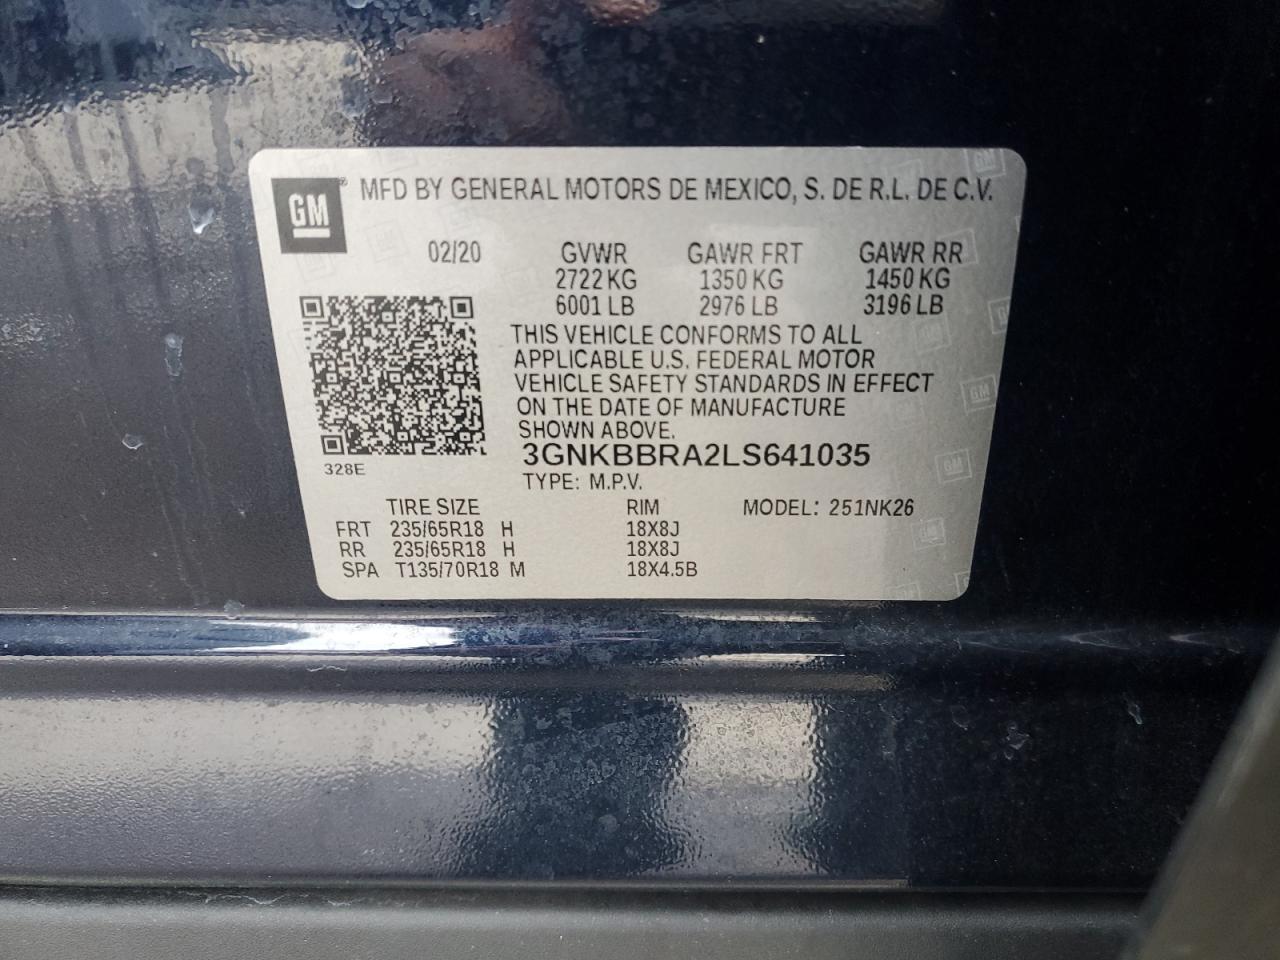 GM® MFD BY GENERAL MOTORS DE MEXICO, S. DE R.L. DE C.V.
02/20 GVWR GAWR FRT GAWR RR
2722 KG 1350 KG 1450 KG
6001 LB 2976 LB 3196 LB
THIS VEHICLE CONFORMS TO ALL
APPLICABLE U.S. FEDERAL MOTOR
VEHICLE SAFETY STANDARDS IN EFFECT
ON THE DATE OF MANUFACTURE
SHOWN ABOVE.
3GNKBBRA2LS641035
328E
TYPE: M.P.V.
TIRE SIZE RIM MODEL: 251NK26
FRT 235/65R18 H 18X8J
RR 235/65R18 H 18X8J
SPA T135/70R18 M 18X4.5B